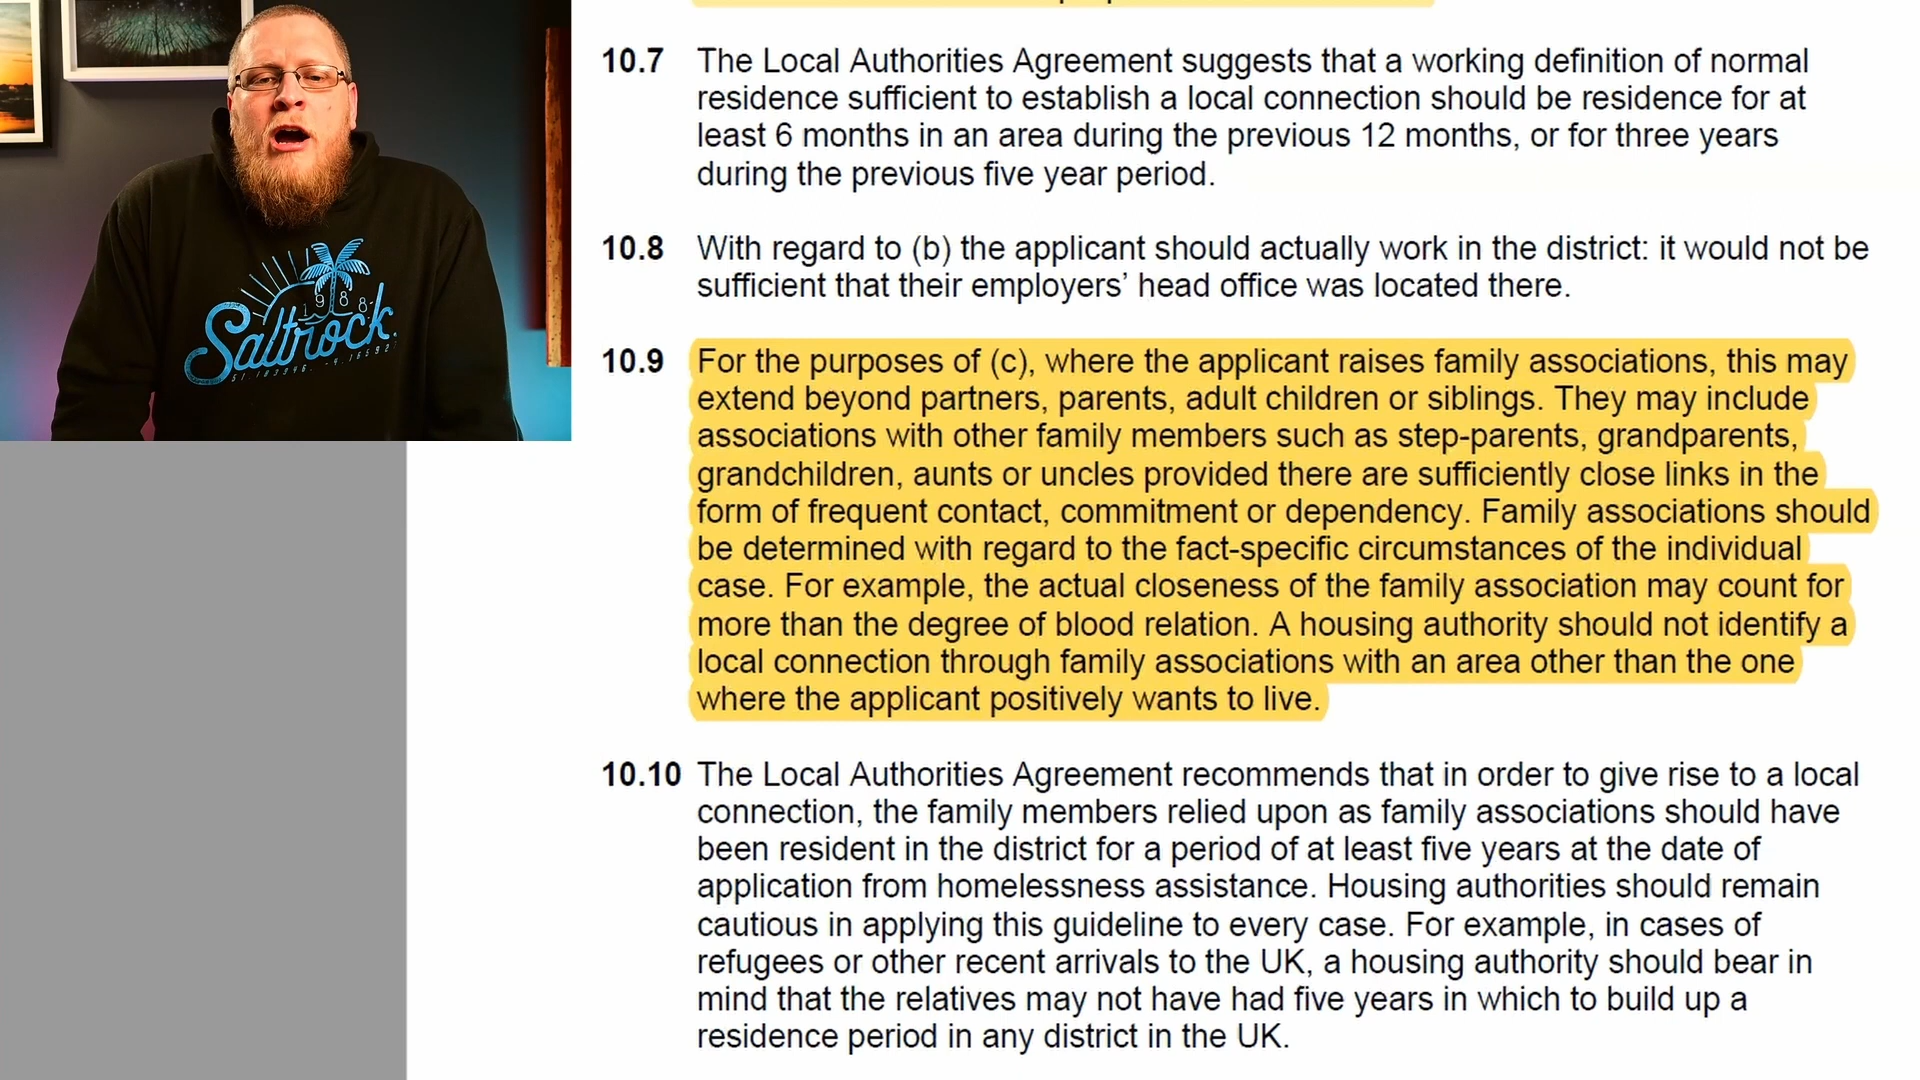 Saltrock.
1988
10.7 The Local Authorities Agreement suggests that a working definition of normal
residence sufficient to establish a local connection should be residence for at
least 6 months in an area during the previous 12 months, or for three years
during the previous five year period.
10.8 With regard to (b) the applicant should actually work in the district: it would not be
sufficient that their employers’ head office was located there.
10.9 For the purposes of (c), where the applicant raises family associations, this may
extend beyond partners, parents, adult children or siblings. They may include
associations with other family members such as step-parents, grandparents,
grandchildren, aunts or uncles provided there are sufficiently close links in the
form of frequent contact, commitment or dependency. Family associations should
be determined with regard to the fact-specific circumstances of the individual
case. For example, the actual closeness of the family association may count for
more than the degree of blood relation. A housing authority should not identify a
local connection through family associations with an area other than the one
where the applicant positively wants to live.
10.10 The Local Authorities Agreement recommends that in order to give rise to a local
connection, the family members relied upon as family associations should have
been resident in the district for a period of at least five years at the date of
application from homelessness assistance. Housing authorities should remain
cautious in applying this guideline to every case. For example, in cases of
refugees or other recent arrivals to the UK, a housing authority should bear in
mind that the relatives may not have had five years in which to build up a
residence period in any district in the UK.